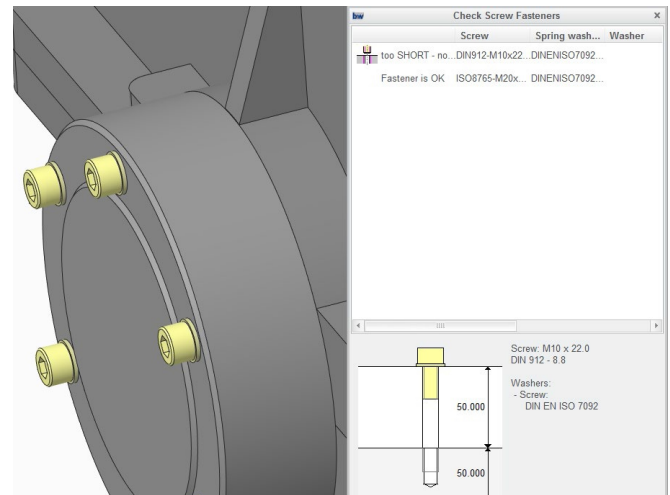 bw Check Screw Fasteners ×
Screw Spring wash... Washer
too SHORT - no... DIN912-M10x22... DINENISO7092...
Fastener is OK ISO8765-M20x... DINENISO7092...
Screw: M10 x 22.0
DIN 912 - 8.8
Washers:
- Screw:
DIN EN ISO 7092
50.000
50.000